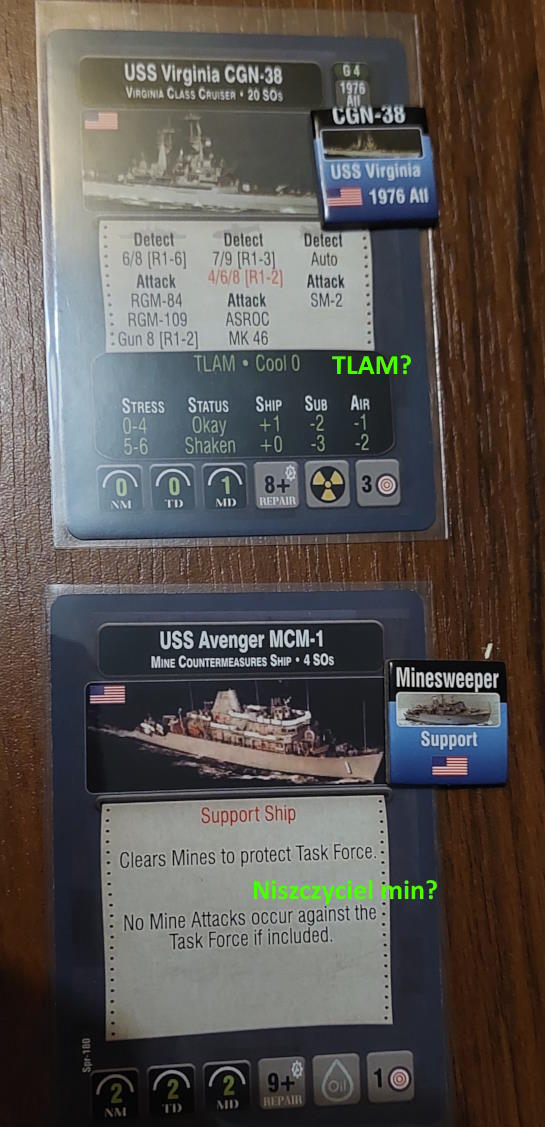 USS Virginia CGN-38
Virginia Class Cruiser • 20 SOs
G 4
1976
All
CGN-38
USS Virginia
1976 All
Detect Detect Detect
6/8 [R1-6] 7/9 [R1-3] Auto
Attack 4/6/8 [R1-2] Attack
RGM-84 Attack SM-2
RGM-109 ASROC
Gun 8 [R1-2] MK 46
TLAM • Cool 0
TLAM?
Stress Status Ship Sub Air
0-4 Okay +1 -2 -1
5-6 Shaken +0 -3 -2
0 0 1 8+ 3
NM TD MD REPAIR
USS Avenger MCM-1
Mine Countermeasures Ship • 4 SOs
Minesweeper
Support
Support Ship
Clears Mines to protect Task Force.
Niszczyciel min?
No Mine Attacks occur against the
Task Force if included.
Spr-180
2 2 2 9+ Oil 1
NM TD MD REPAIR